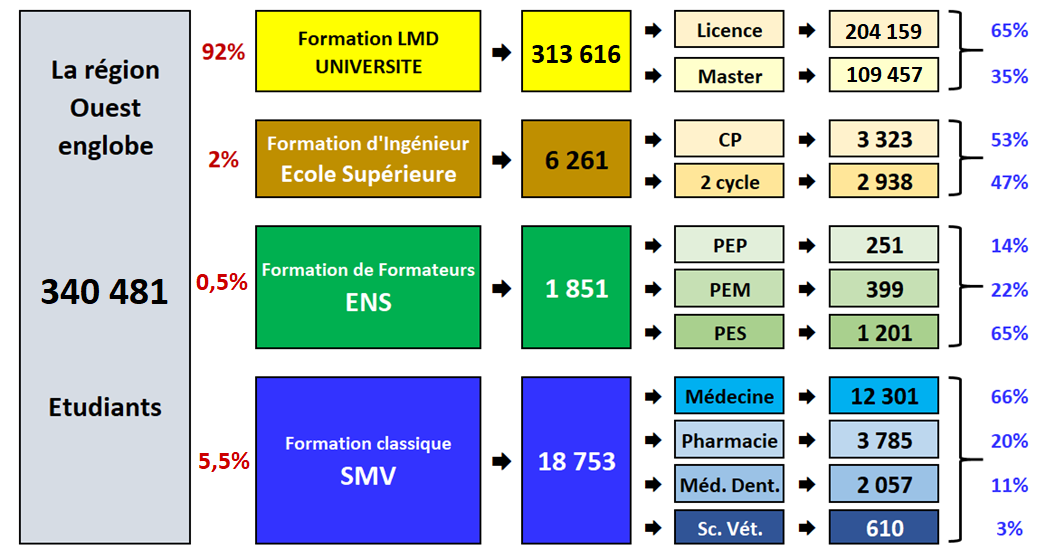 La région
Ouest
englobe
340 481
Etudiants
92%
Formation LMD
UNIVERSITE
313 616
Licence
204 159
65%
Master
109 457
35%
2%
Formation d'Ingénieur
Ecole Supérieure
6 261
CP
3 323
53%
2 cycle
2 938
47%
0,5%
Formation de Formateurs
ENS
1 851
PEP
251
14%
PEM
399
22%
PES
1 201
65%
5,5%
Formation classique
SMV
18 753
Médecine
12 301
66%
Pharmacie
3 785
20%
Méd. Dent.
2 057
11%
Sc. Vét.
610
3%